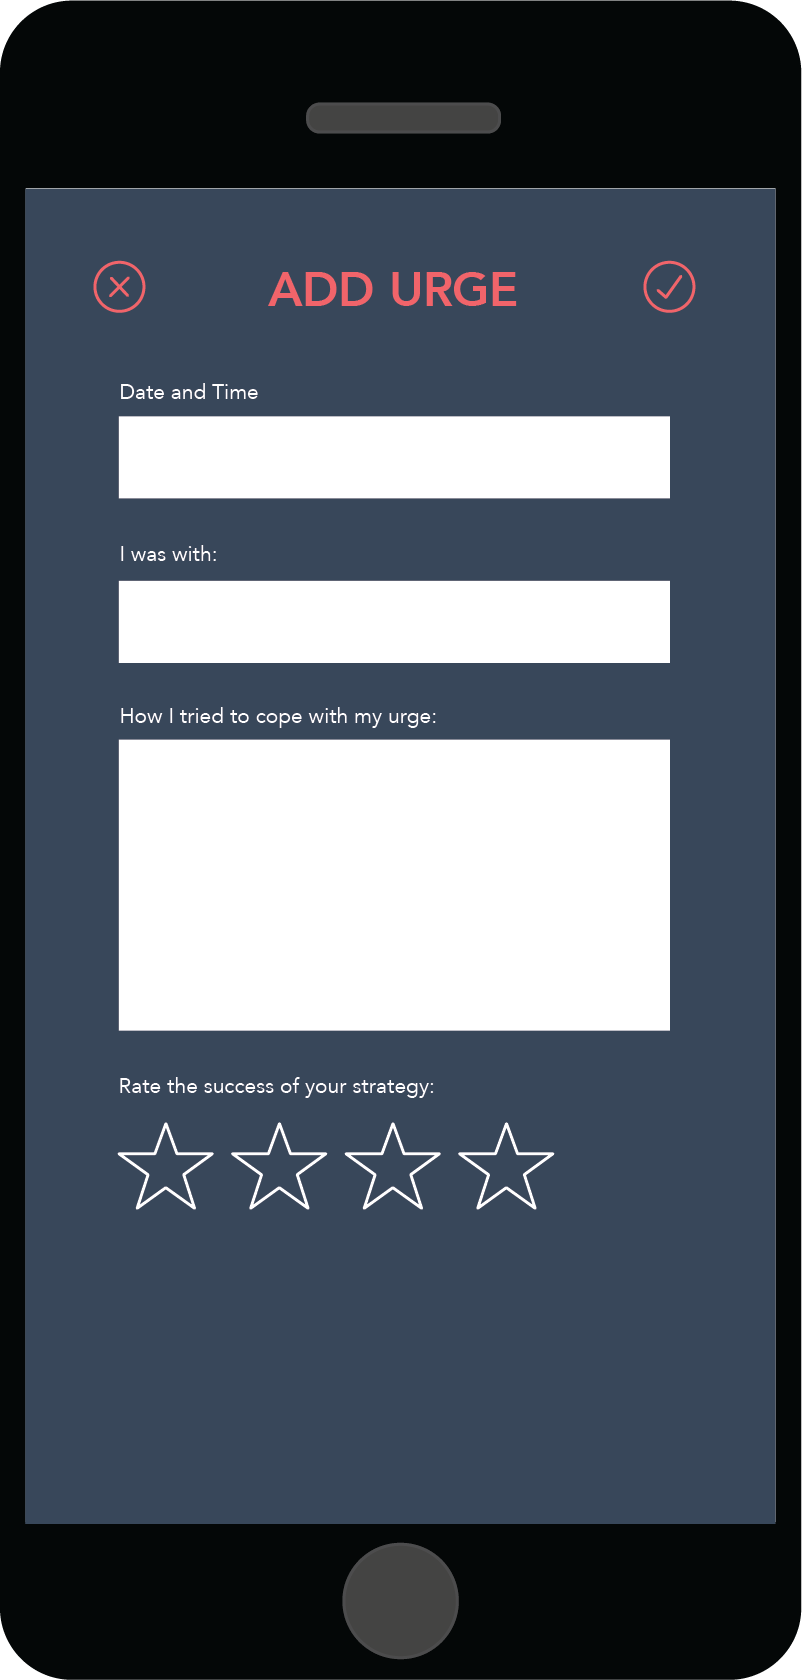 ADD URGE
Date and Time
I was with:
How I tried to cope with my urge:
Rate the success of your strategy: